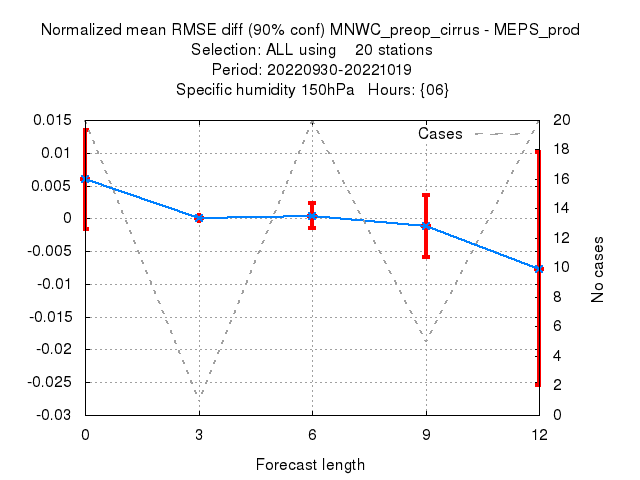 Normalized mean RMSE diff (90% conf) MNWC_preop_cirrus - MEPS_prod
Selection: ALL using    20 stations
Period: 20220930-20221019
Specific humidity 150hPa   Hours: {06}
Cases
0.015
0.01
0.005
0
-0.005
-0.01
-0.015
-0.02
-0.025
-0.03
20
18
16
14
12
10
8
6
4
2
0
No cases
0 3 6 9 12
Forecast length